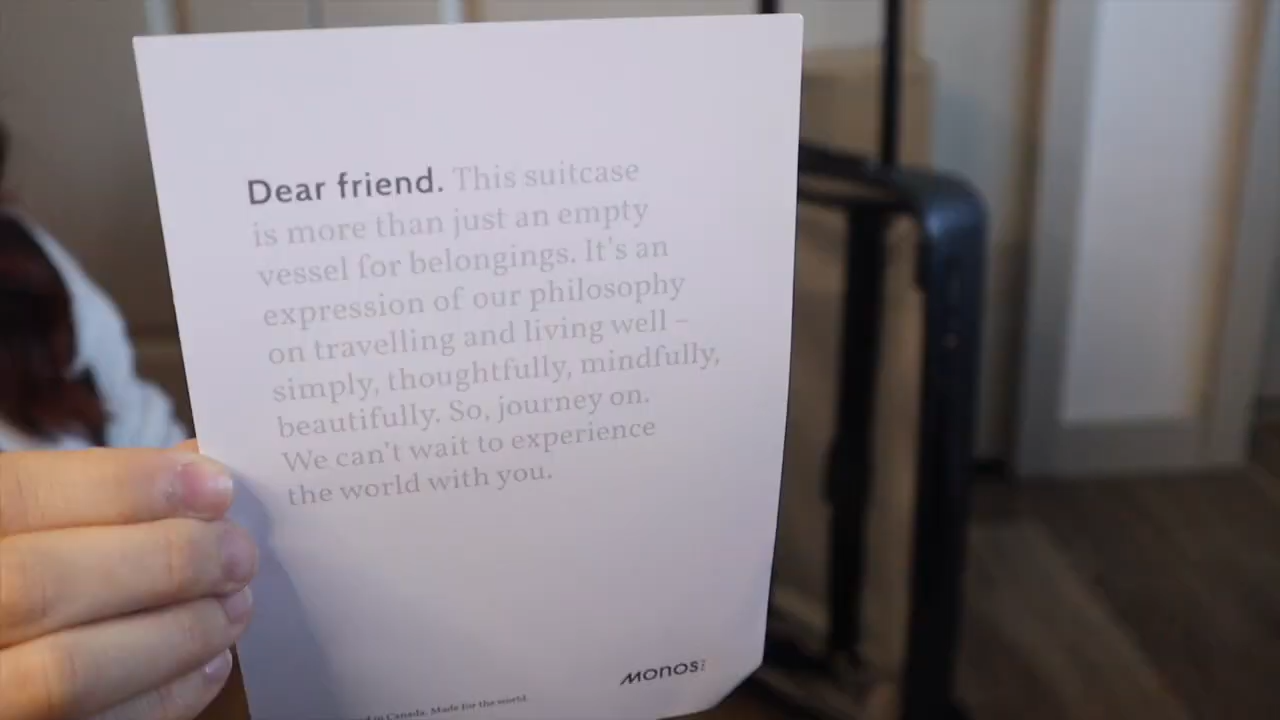 Dear friend. This suitcase
is more than just an empty
vessel for belongings. It's an
expression of our philosophy
on travelling and living well –
simply, thoughtfully, mindfully,
beautifully. So, journey on.
We can't wait to experience
the world with you.
MONOS
in Canada. Made for the world.